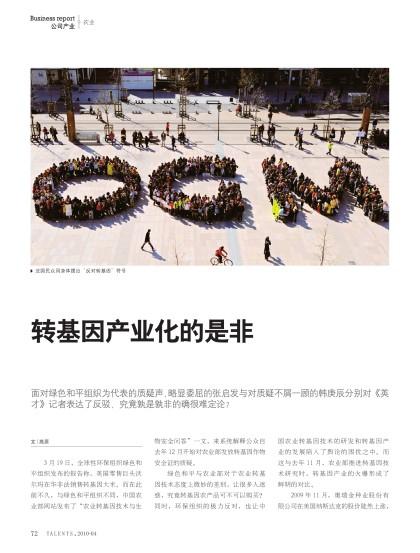 Business report
公司产业
农业
法国民众用身体摆出“反对转基因”符号
转基因产业化的是非
面对绿色和平组织为代表的质疑声，略显委屈的张启发与对质疑不屑一顾的韩庚辰分别对《英
才》记者表达了反驳，究竟孰是孰非的确很难定论？
文｜
3 月 19 日，全球性环保组织绿色和
平组织发布的报告称，美国零售巨头沃
尔玛在华非法销售转基因大米。而在此
前不久，与绿色和平组织不同，中国农
业部网站发布了“农业转基因技术与生
物安全问答”一文，来系统解释公众自
去年 12 月开始对农业部发放转基因作物
安全证的质疑。
绿色和平与农业部对于农业转基
因技术态度上微妙的差别，让很多人迷
惑，究竟转基因农产品可不可以购买？
同时，环保组织的极力反对，也让中
国农业转基因技术的研发和转基因产
业的发展陷入了舆论的困扰之中。而
这与去年 11 月，农业部推进转基因技
术研究时，转基因产业的火爆形成了
鲜明的对比。
2009 年 11 月，奥瑞金种业股份有
限公司在美国纳斯达克的股价陡然上涨，
72 TALENTS.2010-04